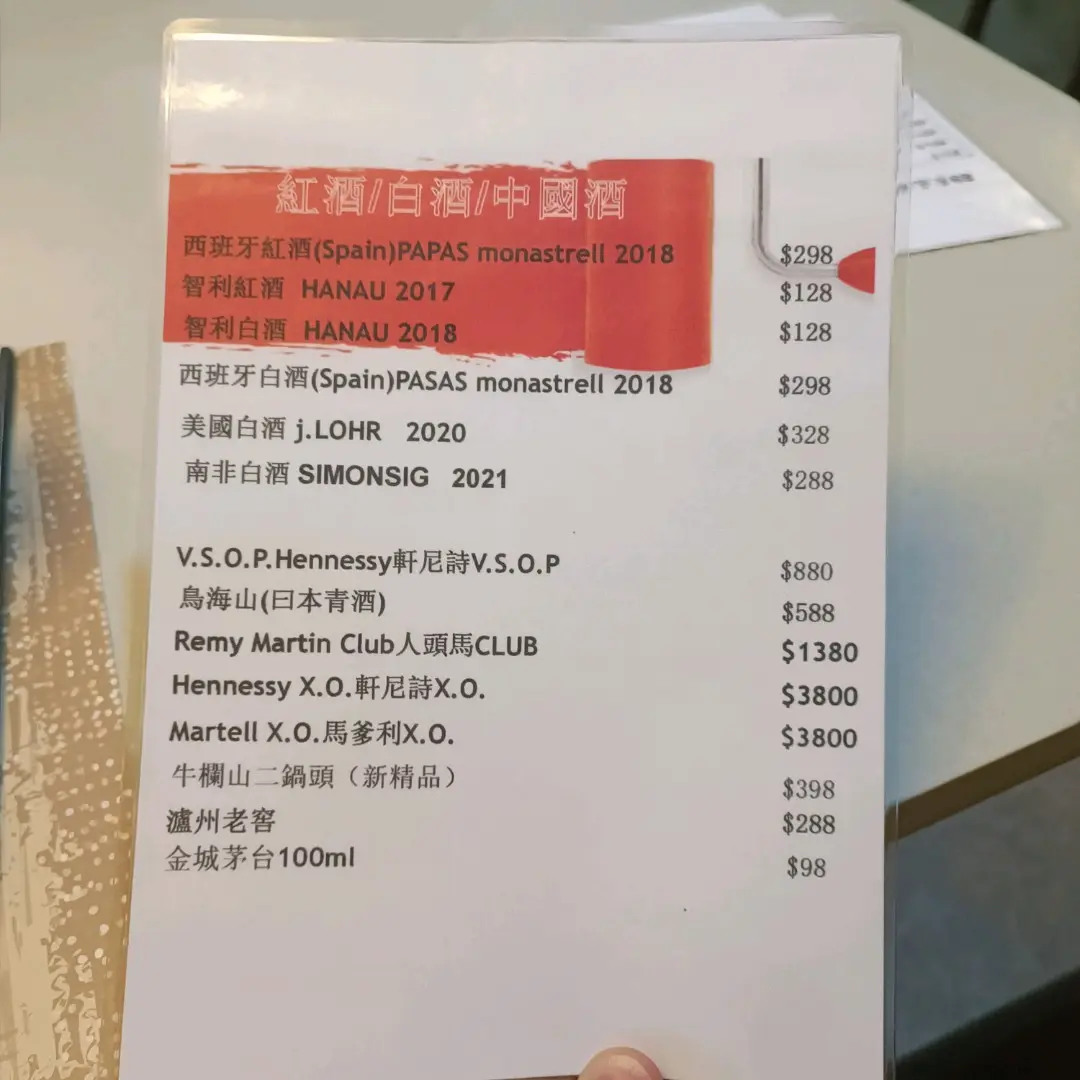 紅酒/白酒/中國酒
西班牙紅酒(Spain)PAPAS monastrell 2018 $298
智利紅酒 HANAU 2017 $128
智利白酒 HANAU 2018 $128
西班牙白酒(Spain)PASAS monastrell 2018 $298
美國白酒 j.LOHR 2020 $328
南非白酒 SIMONSIG 2021 $288
V.S.O.P.Hennessy軒尼詩V.S.O.P $880
鳥海山(日本青酒) $588
Remy Martin Club人頭馬CLUB $1380
Hennessy X.O.軒尼詩X.O. $3800
Martell X.O.馬爹利X.O. $3800
牛欄山二鍋頭（新精品） $398
瀘州老窖 $288
金城茅台100ml $98